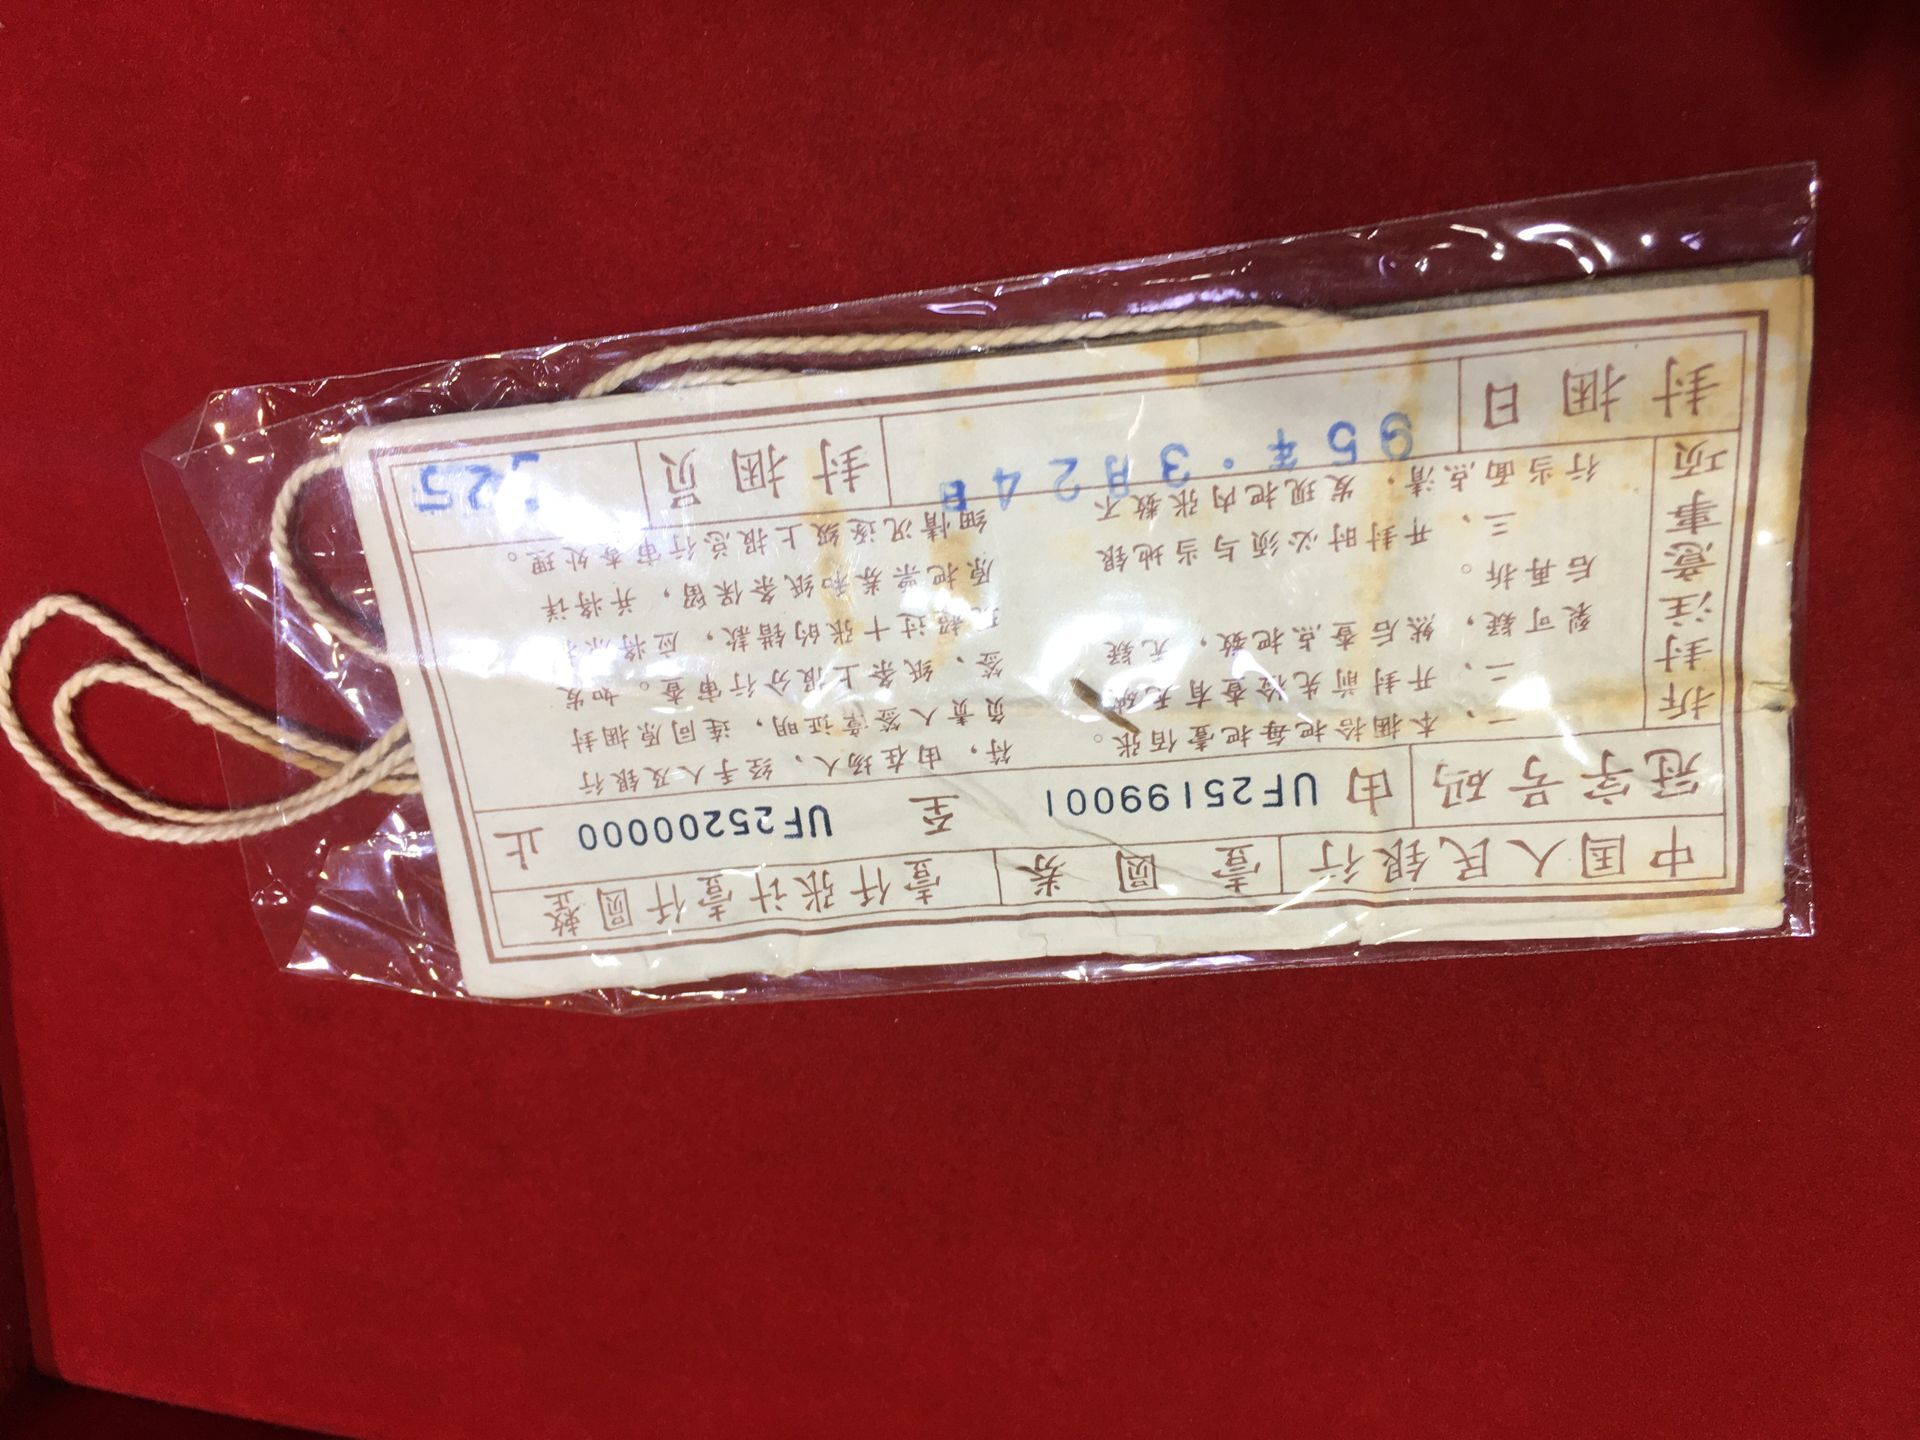 中国人民银行 壹圆券 壹仟张计壹仟圆整
冠字号码 由 UF25199001 至 UF25200000 止
拆封注意事项
一、本捆拾把每把壹佰张。
二、开封前先检查有无破
裂可疑，然后查点把数，无疑
后再拆。
三、开封时必须与当地银
行当面点清，发现把内张数不
符，由在场人、经手人及银行
负责人签章证明，连同原捆封
签、纸条上报分行审查。如发
超过十张的错款，应将原
原把票券和纸条保留，并将详
细情况逐级上报总行审查处理。
封捆日 95年.3月24日 封捆员 25